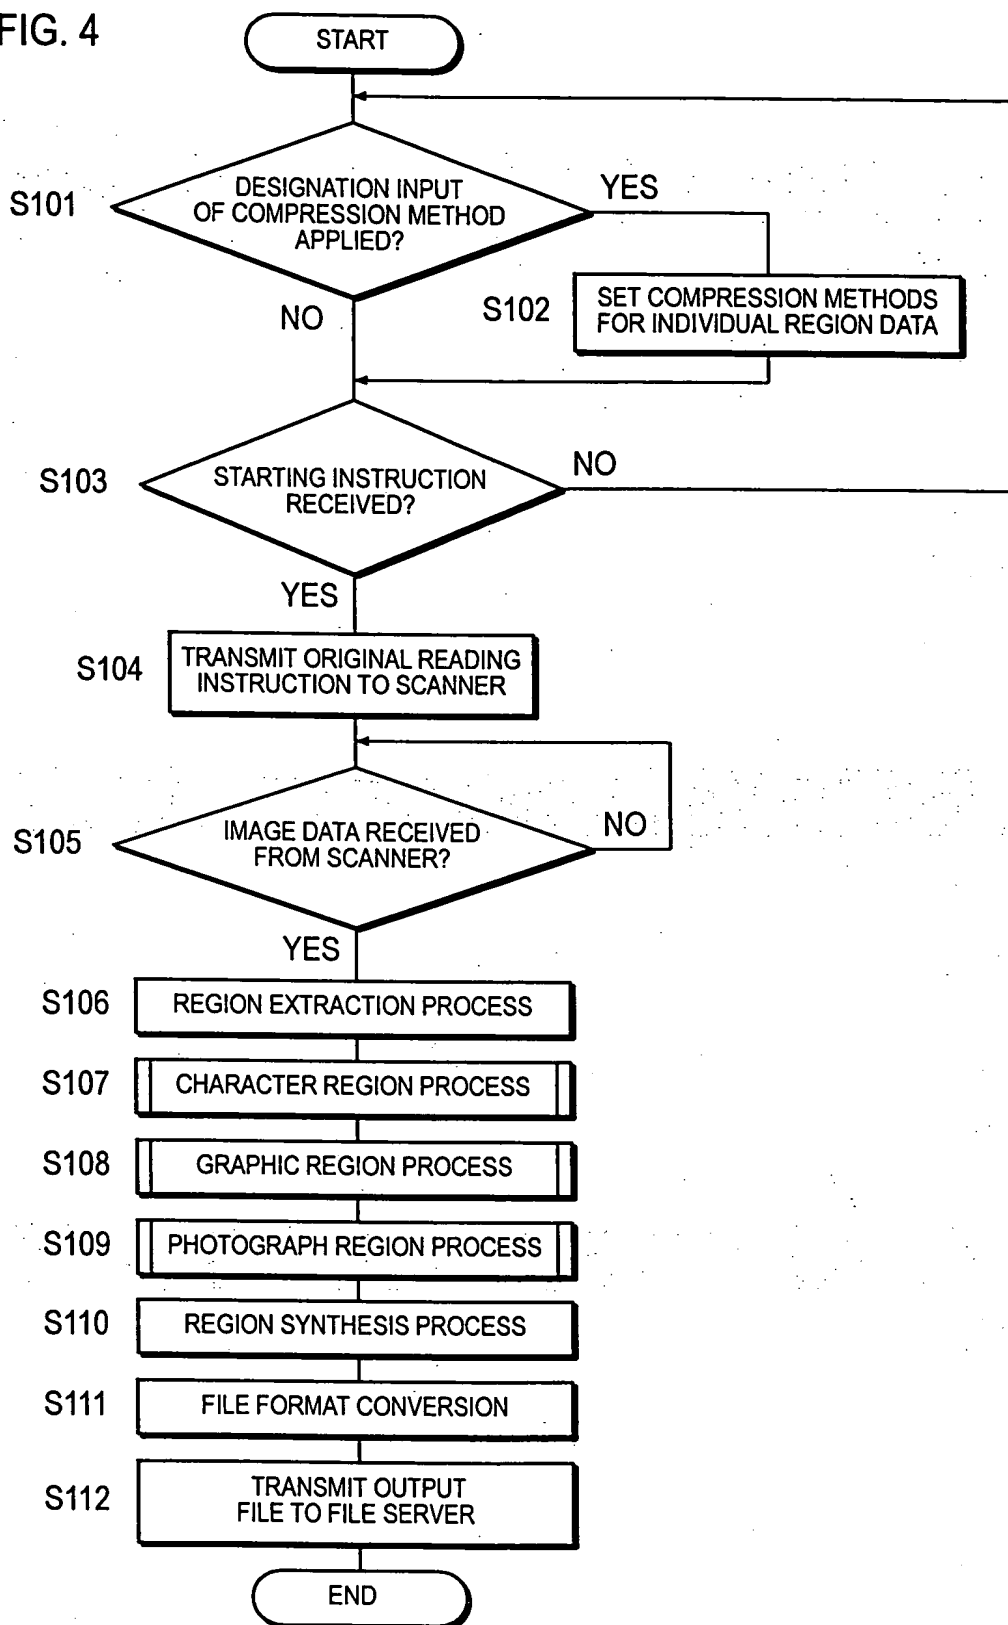 FIG. 4
START
S101
DESIGNATION INPUT
OF COMPRESSION METHOD
APPLIED?
YES
NO
S102
SET COMPRESSION METHODS
FOR INDIVIDUAL REGION DATA
S103
STARTING INSTRUCTION
RECEIVED?
NO
YES
S104
TRANSMIT ORIGINAL READING
INSTRUCTION TO SCANNER
S105
IMAGE DATA RECEIVED
FROM SCANNER?
NO
YES
S106
REGION EXTRACTION PROCESS
S107
CHARACTER REGION PROCESS
S108
GRAPHIC REGION PROCESS
S109
PHOTOGRAPH REGION PROCESS
S110
REGION SYNTHESIS PROCESS
S111
FILE FORMAT CONVERSION
S112
TRANSMIT OUTPUT
FILE TO FILE SERVER
END